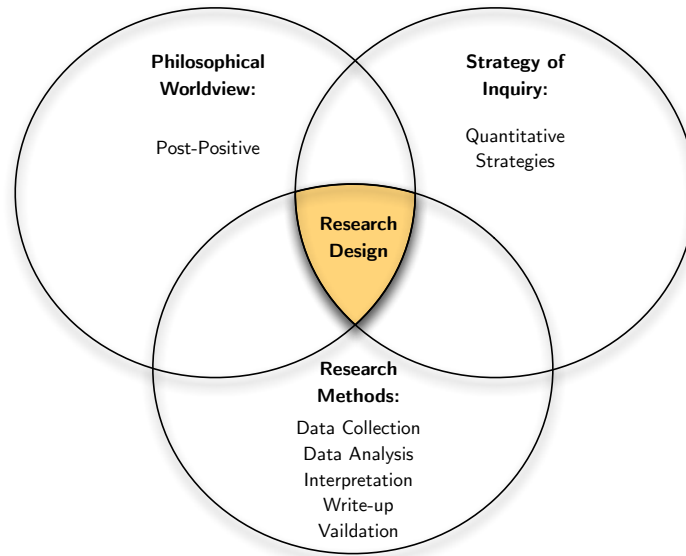 Philosophical
Worldview:
Post-Positive
Strategy of
Inquiry:
Quantitative
Strategies
Research
Design
Research
Methods:
Data Collection
Data Analysis
Interpretation
Write-up
Vaildation